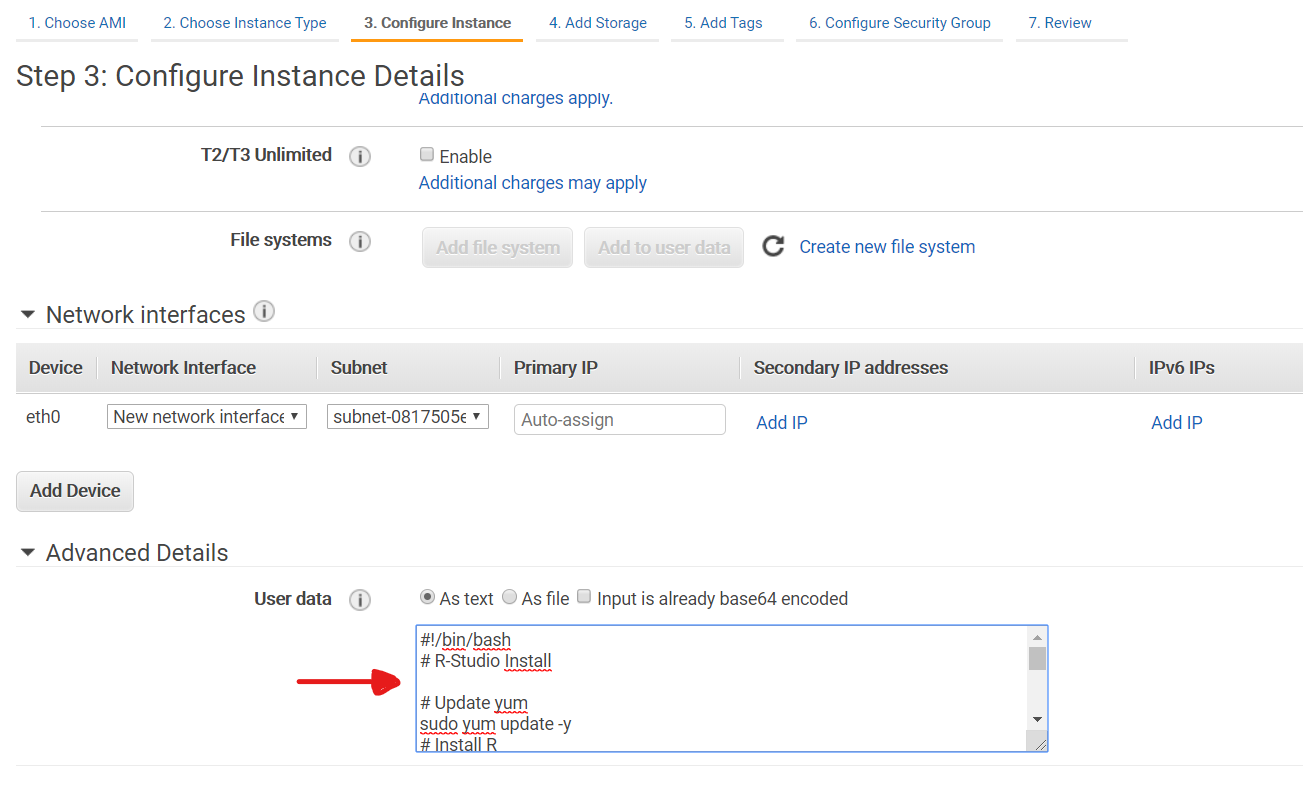 1. Choose AMI 2. Choose Instance Type 3. Configure Instance 4. Add Storage 5. Add Tags 6. Configure Security Group 7. Review
Step 3: Configure Instance Details
Additional charges apply.
T2/T3 Unlimited i Enable
Additional charges may apply
File systems i Add file system Add to user data Create new file system
Network interfaces i
Device Network Interface Subnet Primary IP Secondary IP addresses IPv6 IPs
eth0 New network interface subnet-0817505e Auto-assign Add IP Add IP
Add Device
Advanced Details
User data i As text As file Input is already base64 encoded
#!/bin/bash
# R-Studio Install
# Update yum
sudo yum update -y
# Install R